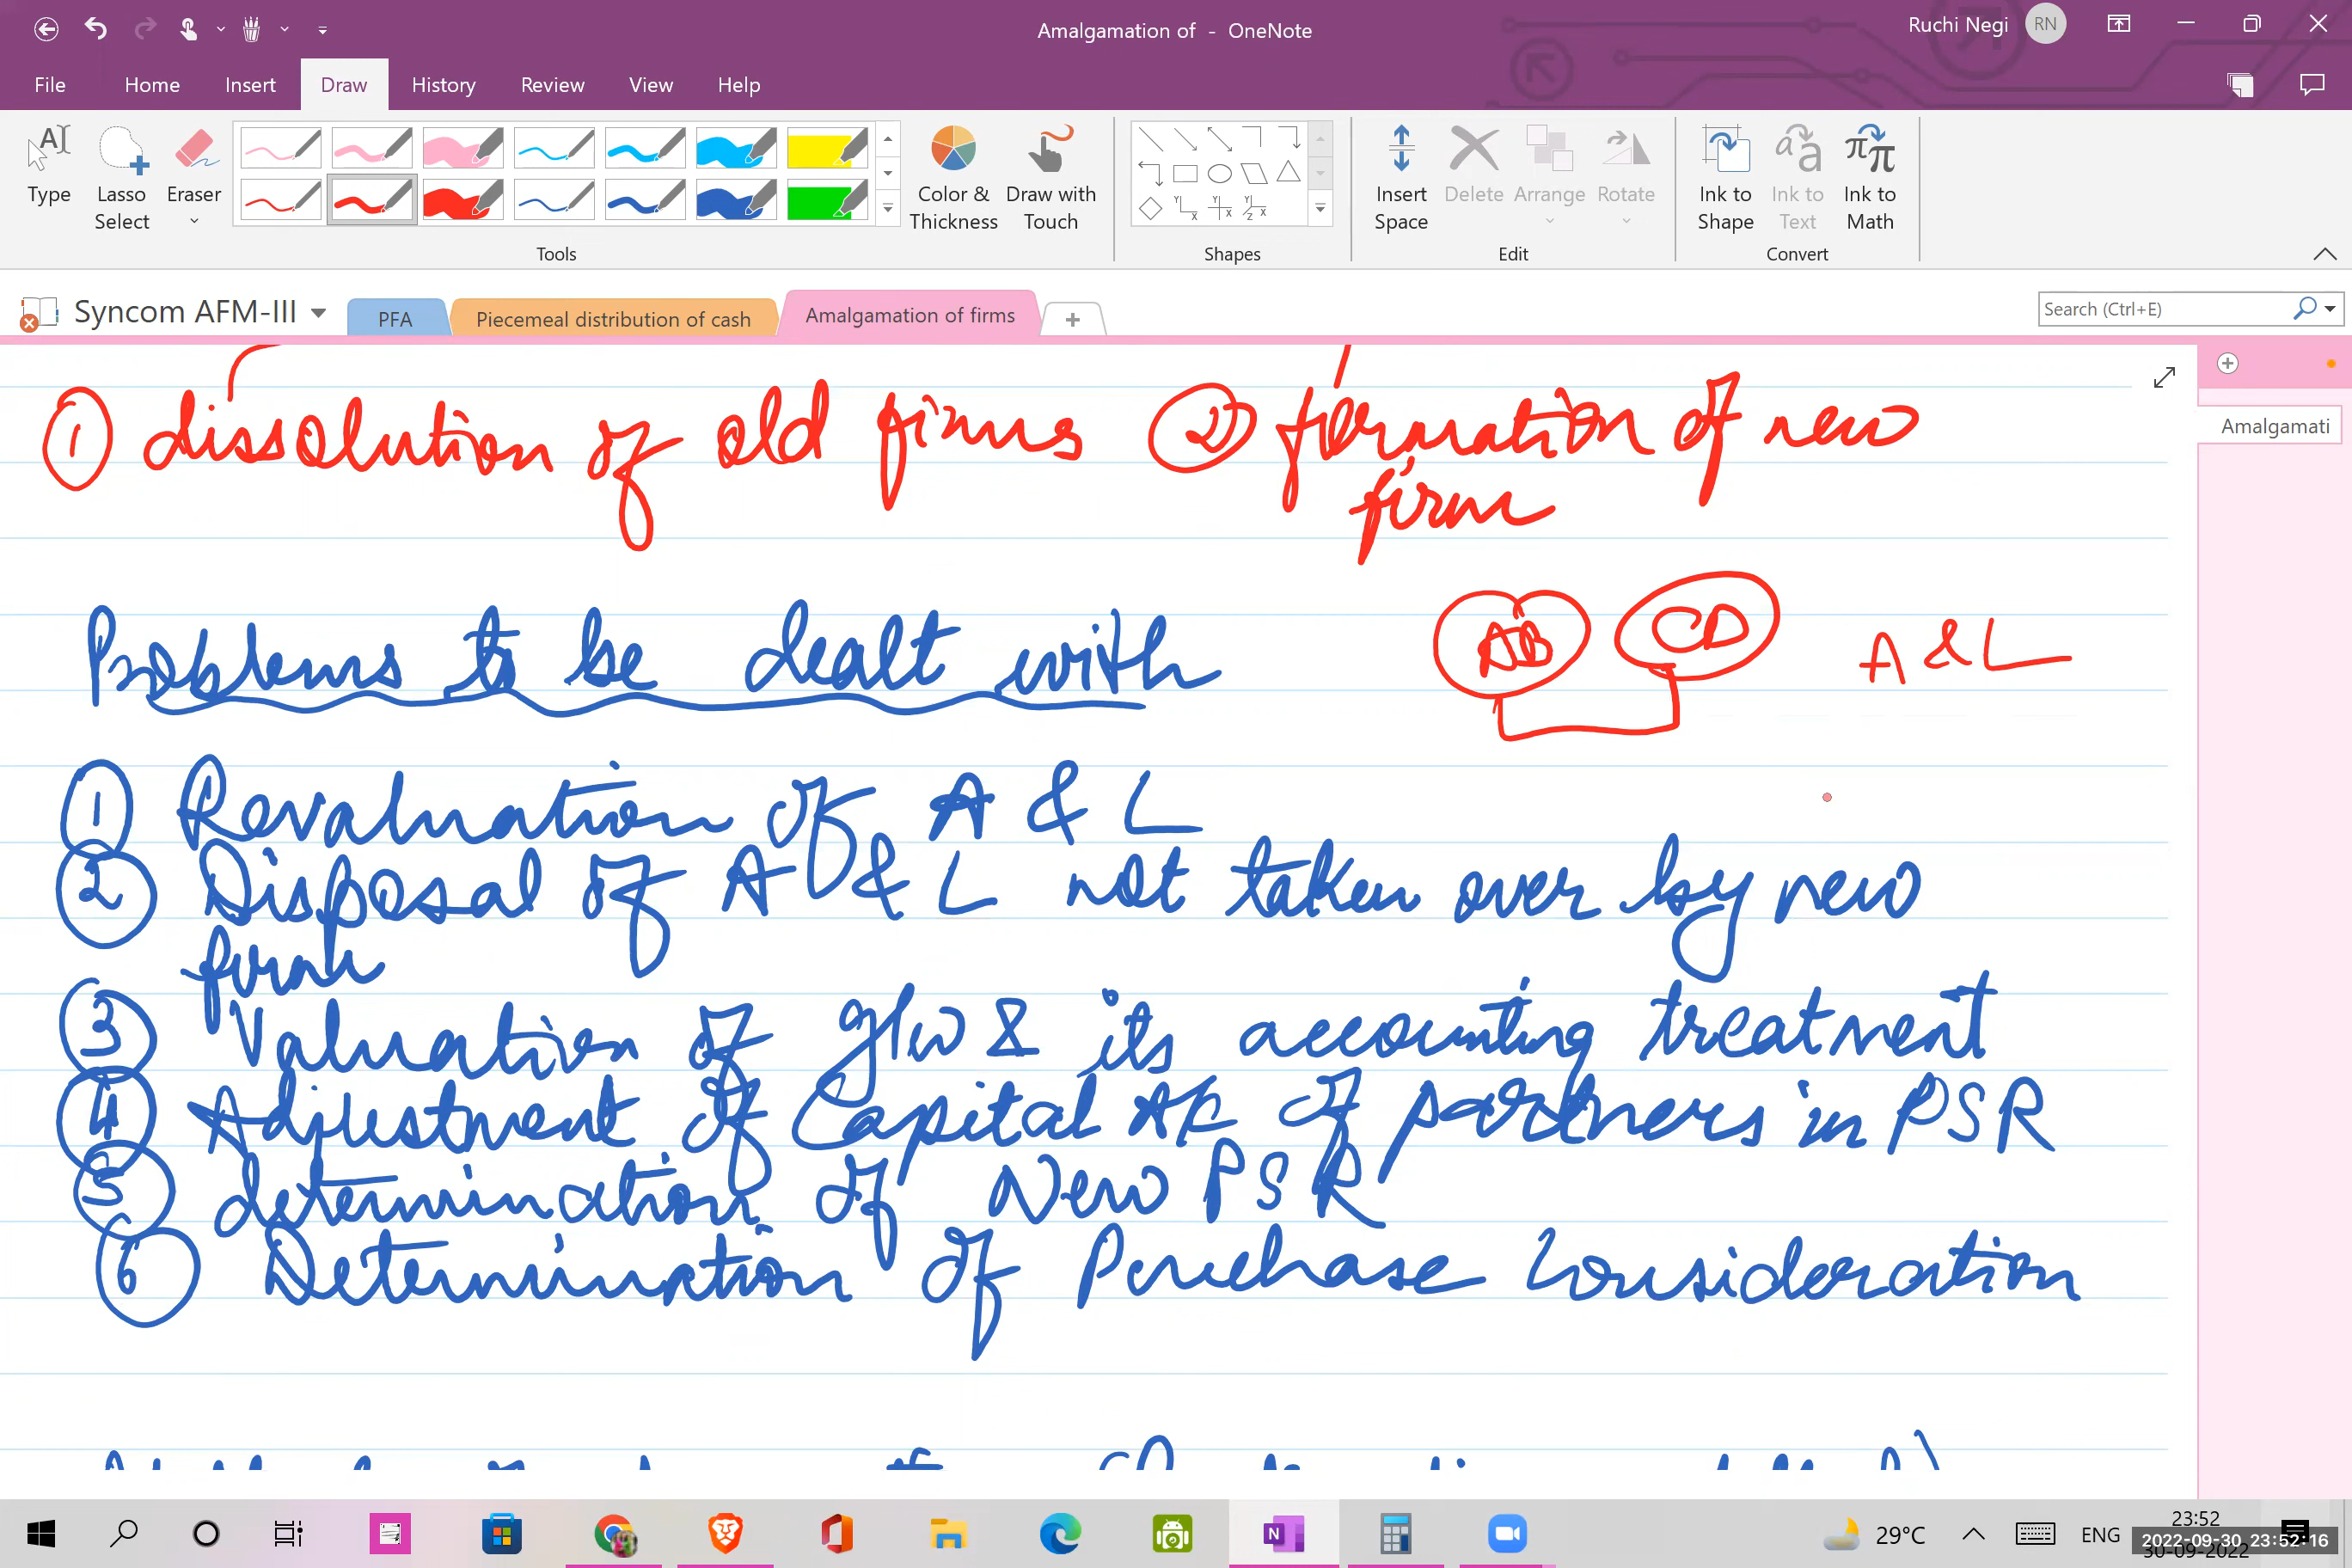 Amalgamation of - OneNote
Ruchi Negi RN
File Home Insert Draw History Review View Help
Type Lasso Select Eraser Color & Thickness Draw with Touch Insert Space Delete Arrange Rotate Ink to Shape Ink to Text Ink to Math
Tools Shapes Edit Convert
Syncom AFM-III PFA Piecemeal distribution of cash Amalgamation of firms + Search (Ctrl+E)
Amalgamati
① dissolution of old firms ② formation of new
firm
Problems to be dealt with AB CD A & L
① Revaluation of A & L
② Disposal of A & L not taken over by new
firm
③ Valuation of g/w & its accounting treatment
④ Adjustment of Capital A/c of partners in PSR
⑤ determination of New PSR
⑥ Determination of Purchase Consideration
29°C ENG 23:52
30-09-2022
2022-09-30_23:52:16